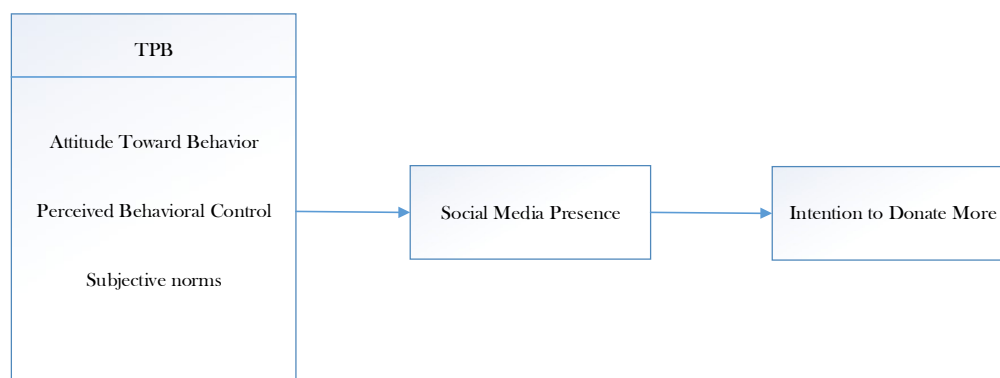 TPB
Attitude Toward Behavior
Perceived Behavioral Control
Subjective norms
Social Media Presence
Intention to Donate More